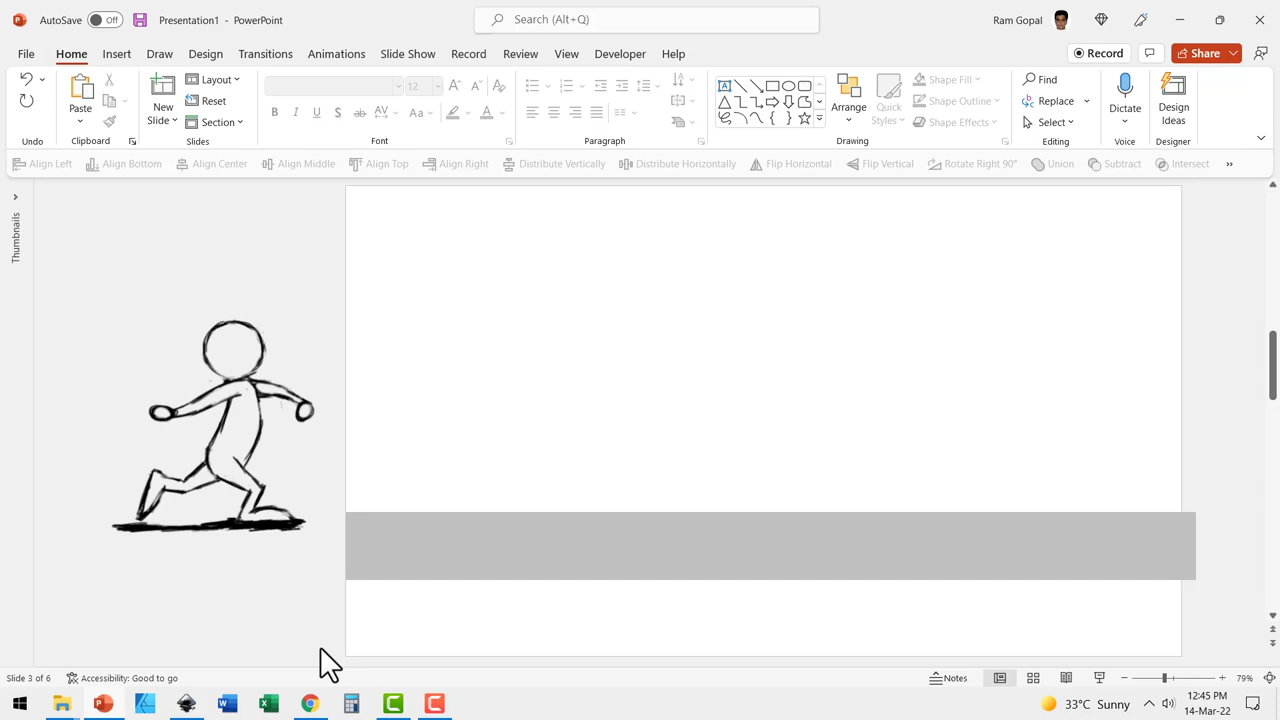 AutoSave Off Presentation1 - PowerPoint Search (Alt+Q) Ram Gopal
File Home Insert Draw Design Transitions Animations Slide Show Record Review View Developer Help Record Share
Paste New Slide Layout Reset Section 12 Arrange Quick Styles Shape Fill Shape Outline Shape Effects Find Replace Select Dictate Design Ideas
Undo Clipboard Slides Font Paragraph Drawing Editing Voice Designer
Align Left Align Bottom Align Center Align Middle Align Top Align Right Distribute Vertically Distribute Horizontally Flip Horizontal Flip Vertical Rotate Right 90° Union Subtract Intersect
Thumbnails
Slide 3 of 6 Accessibility: Good to go Notes 79%
33°C Sunny 12:45 PM
14-Mar-22